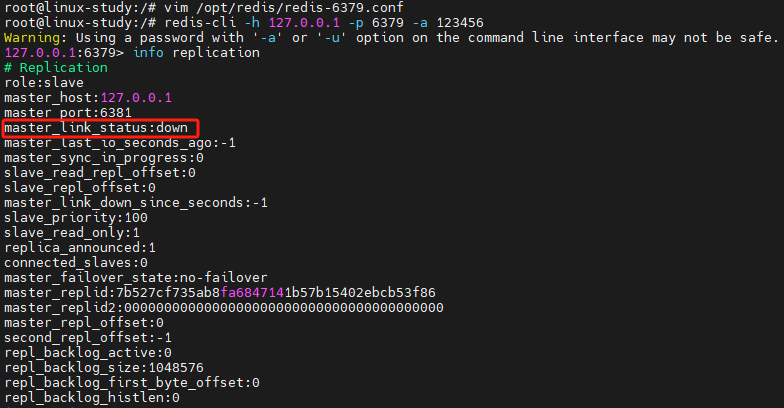 root@linux-study:/# vim /opt/redis/redis-6379.conf
root@linux-study:/# redis-cli -h 127.0.0.1 -p 6379 -a 123456
Warning: Using a password with '-a' or '-u' option on the command line interface may not be safe.
127.0.0.1:6379> info replication
# Replication
role:slave
master_host:127.0.0.1
master_port:6381
master_link_status:down
master_last_io_seconds_ago:-1
master_sync_in_progress:0
slave_read_repl_offset:0
slave_repl_offset:0
master_link_down_since_seconds:-1
slave_priority:100
slave_read_only:1
replica_announced:1
connected_slaves:0
master_failover_state:no-failover
master_replid:7b527cf735ab8fa6847141b57b15402ebcb53f86
master_replid2:0000000000000000000000000000000000000000
master_repl_offset:0
second_repl_offset:-1
repl_backlog_active:0
repl_backlog_size:1048576
repl_backlog_first_byte_offset:0
repl_backlog_histlen:0